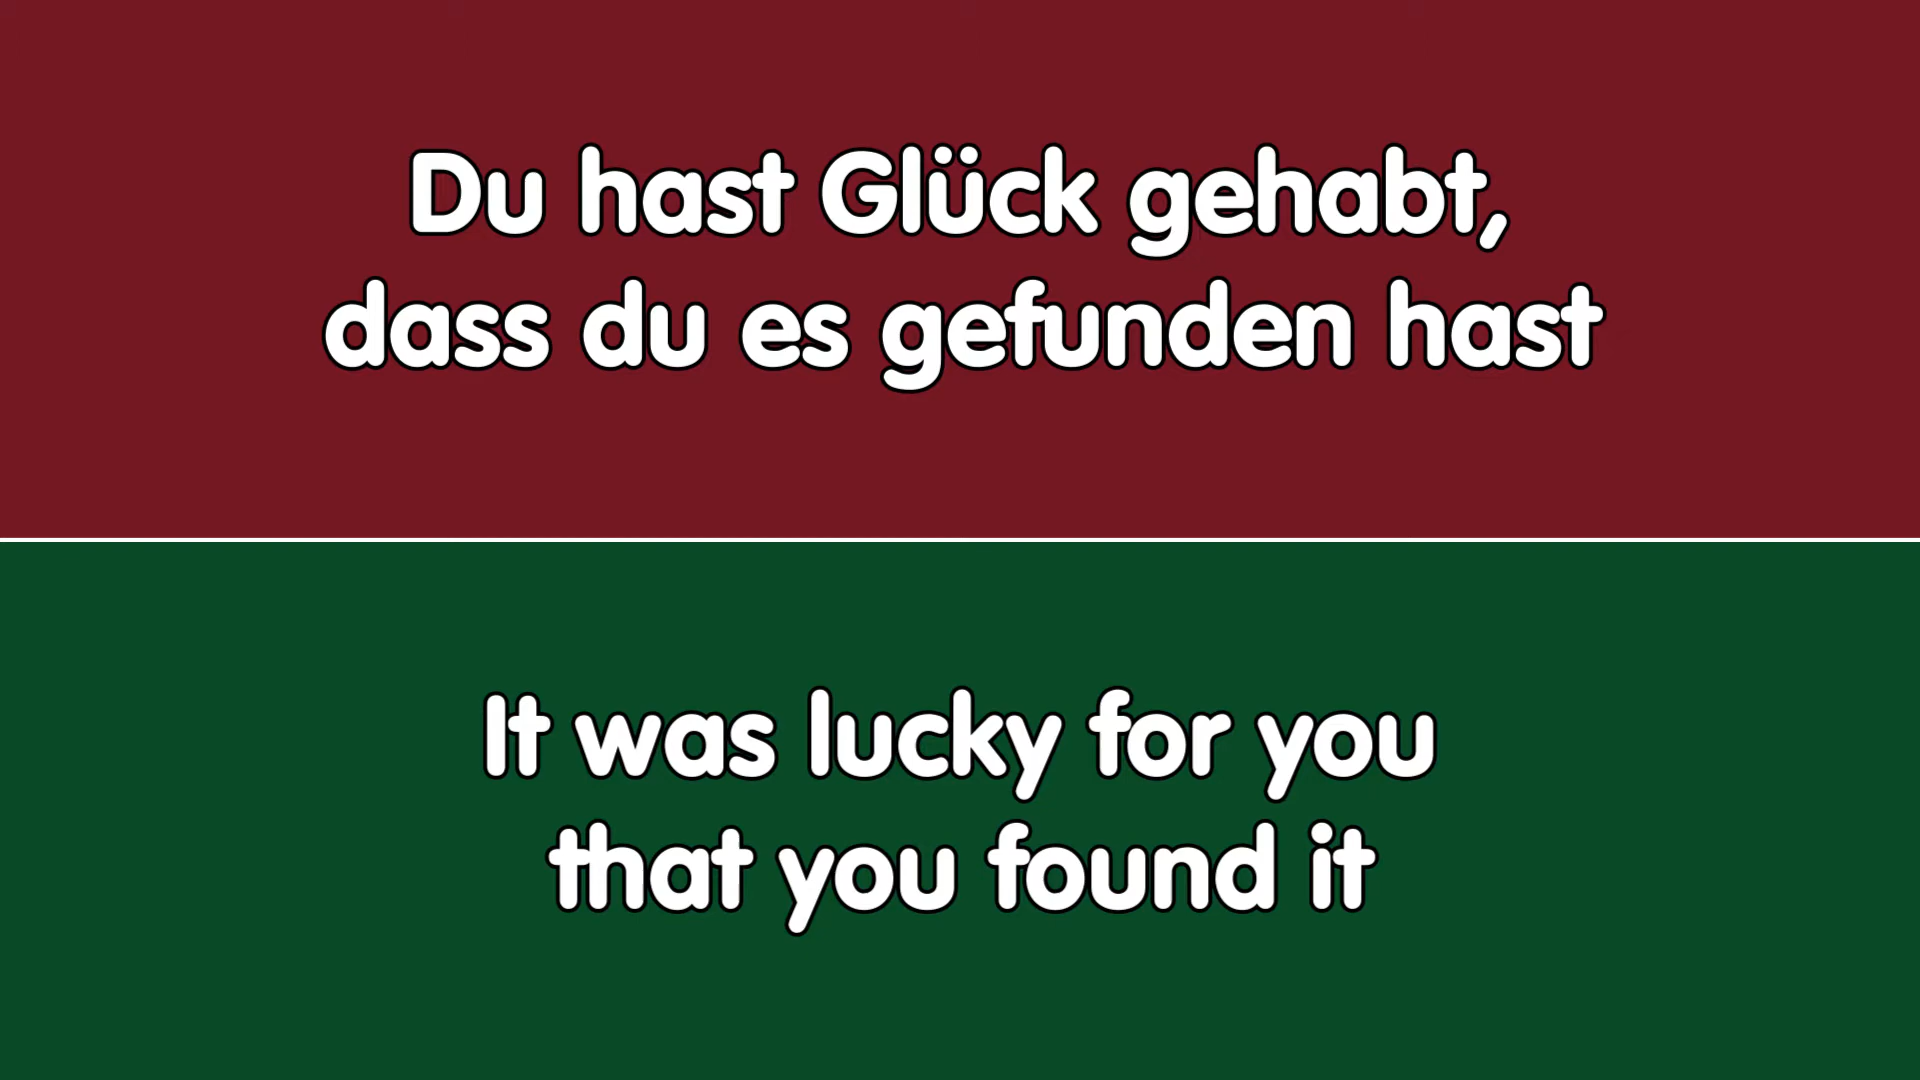 Du hast Glück gehabt,
dass du es gefunden hast
It was lucky for you
that you found it